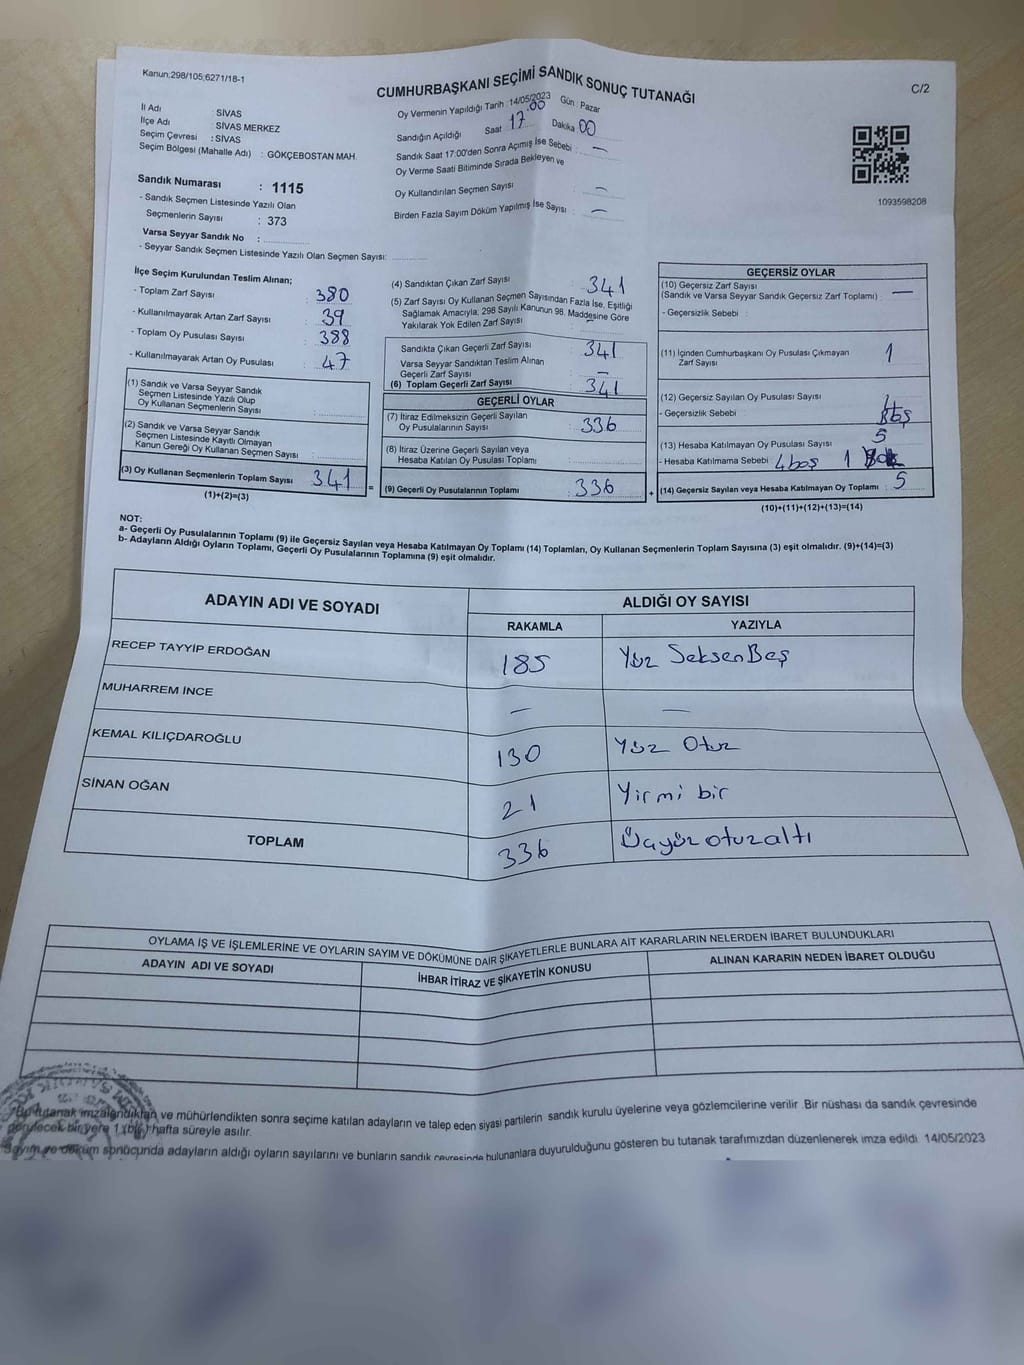 Kanun:298/105,6271/18-1
CUMHURBAŞKANI SEÇİMİ SANDIK SONUÇ TUTANAĞI
C/2
İl Adı : SİVAS
İlçe Adı : SİVAS MERKEZ
Seçim Çevresi : SİVAS
Seçim Bölgesi (Mahalle Adı) : GÖKÇEBOSTAN MAH.
Sandık Numarası : 1115
- Sandık Seçmen Listesinde Yazılı Olan
Seçmenlerin Sayısı : 373
Varsa Seyyar Sandık No :
- Seyyar Sandık Seçmen Listesinde Yazılı Olan Seçmen Sayısı:
Oy Vermenin Yapıldığı Tarih : 14/05/2023 Gün : Pazar
17.00
Sandığın Açıldığı Saat 17 Dakika 00
Sandık Saat 17:00'den Sonra Açımış İse Sebebi : —
Oy Verme Saati Bitiminde Sırada Bekleyen ve
Oy Kullandırılan Seçmen Sayısı : —
Birden Fazla Sayım Döküm Yapılmış İse Sayısı : —
1093598208
İlçe Seçim Kurulundan Teslim Alınan;
- Toplam Zarf Sayısı : 380
- Kullanılmayarak Artan Zarf Sayısı : 39
- Toplam Oy Pusulası Sayısı : 388
- Kullanılmayarak Artan Oy Pusulası : 47
(1) Sandık ve Varsa Seyyar Sandık
Seçmen Listesinde Yazılı Olup
Oy Kullanan Seçmenlerin Sayısı :
(2) Sandık ve Varsa Seyyar Sandık
Seçmen Listesinde Kayıtlı Olmayan
Kanun Gereği Oy Kullanan Seçmen Sayısı :
(3) Oy Kullanan Seçmenlerin Toplam Sayısı : 341
(1)+(2)=(3)
=
(4) Sandıktan Çıkan Zarf Sayısı : 341
(5) Zarf Sayısı Oy Kullanan Seçmen Sayısından Fazla İse, Eşitliği
Sağlamak Amacıyla; 298 Sayılı Kanunun 98. Maddesine Göre
Yakılarak Yok Edilen Zarf Sayısı : —
Sandıkta Çıkan Geçerli Zarf Sayısı : 341
Varsa Seyyar Sandıktan Teslim Alınan
Geçerli Zarf Sayısı : —
(6) Toplam Geçerli Zarf Sayısı : 341
GEÇERLİ OYLAR
(7) İtiraz Edilmeksizin Geçerli Sayılan
Oy Pusulalarının Sayısı : 336
(8) İtiraz Üzerine Geçerli Sayılan veya
Hesaba Katılan Oy Pusulası Toplamı :
(9) Geçerli Oy Pusulalarının Toplamı : 336
+
GEÇERSİZ OYLAR
(10) Geçersiz Zarf Sayısı
(Sandık ve Varsa Seyyar Sandık Geçersiz Zarf Toplamı) : —
- Geçersizlik Sebebi :
(11) İçinden Cumhurbaşkanı Oy Pusulası Çıkmayan
Zarf Sayısı : 1
(12) Geçersiz Sayılan Oy Pusulası Sayısı :
- Geçersizlik Sebebi : boş
(13) Hesaba Katılmayan Oy Pusulası Sayısı : 5
- Hesaba Katılmama Sebebi : 4 boş 1
(14) Geçersiz Sayılan veya Hesaba Katılmayan Oy Toplamı : 5
(10)+(11)+(12)+(13)=(14)
NOT:
a- Geçerli Oy Pusulalarının Toplamı (9) ile Geçersiz Sayılan veya Hesaba Katılmayan Oy Toplamı (14) Toplamları, Oy Kullanan Seçmenlerin Toplam Sayısına (3) eşit olmalıdır. (9)+(14)=(3)
b- Adayların Aldığı Oyların Toplamı, Geçerli Oy Pusulalarının Toplamına (9) eşit olmalıdır.
ADAYIN ADI VE SOYADI
ALDIĞI OY SAYISI
RAKAMLA YAZIYLA
RECEP TAYYİP ERDOĞAN 185 Yüz Seksen Beş
MUHARREM İNCE — —
KEMAL KILIÇDAROĞLU 130 Yüz Otuz
SİNAN OĞAN 21 Yirmi bir
TOPLAM 336 Üçyüz otuz altı
OYLAMA İŞ VE İŞLEMLERİNE VE OYLARIN SAYIM VE DÖKÜMÜNE DAİR ŞİKAYETLERLE BUNLARA AİT KARARLARIN NELERDEN İBARET BULUNDUKLARI
ADAYIN ADI VE SOYADI İHBAR İTİRAZ VE ŞİKAYETİN KONUSU ALINAN KARARIN NEDEN İBARET OLDUĞU
Bu tutanak imzalandıktan ve mühürlendikten sonra seçime katılan adayların ve talep eden siyasi partilerin sandık kurulu üyelerine veya gözlemcilerine verilir. Bir nüshası da sandık çevresinde
görülecek bir yere 1 (bir) hafta süreyle asılır.
Sayım ve döküm sonucunda adayların aldığı oyların sayılarını ve bunların sandık çevresinde bulunanlara duyurulduğunu gösteren bu tutanak tarafımızdan düzenlenerek imza edildi. 14/05/2023